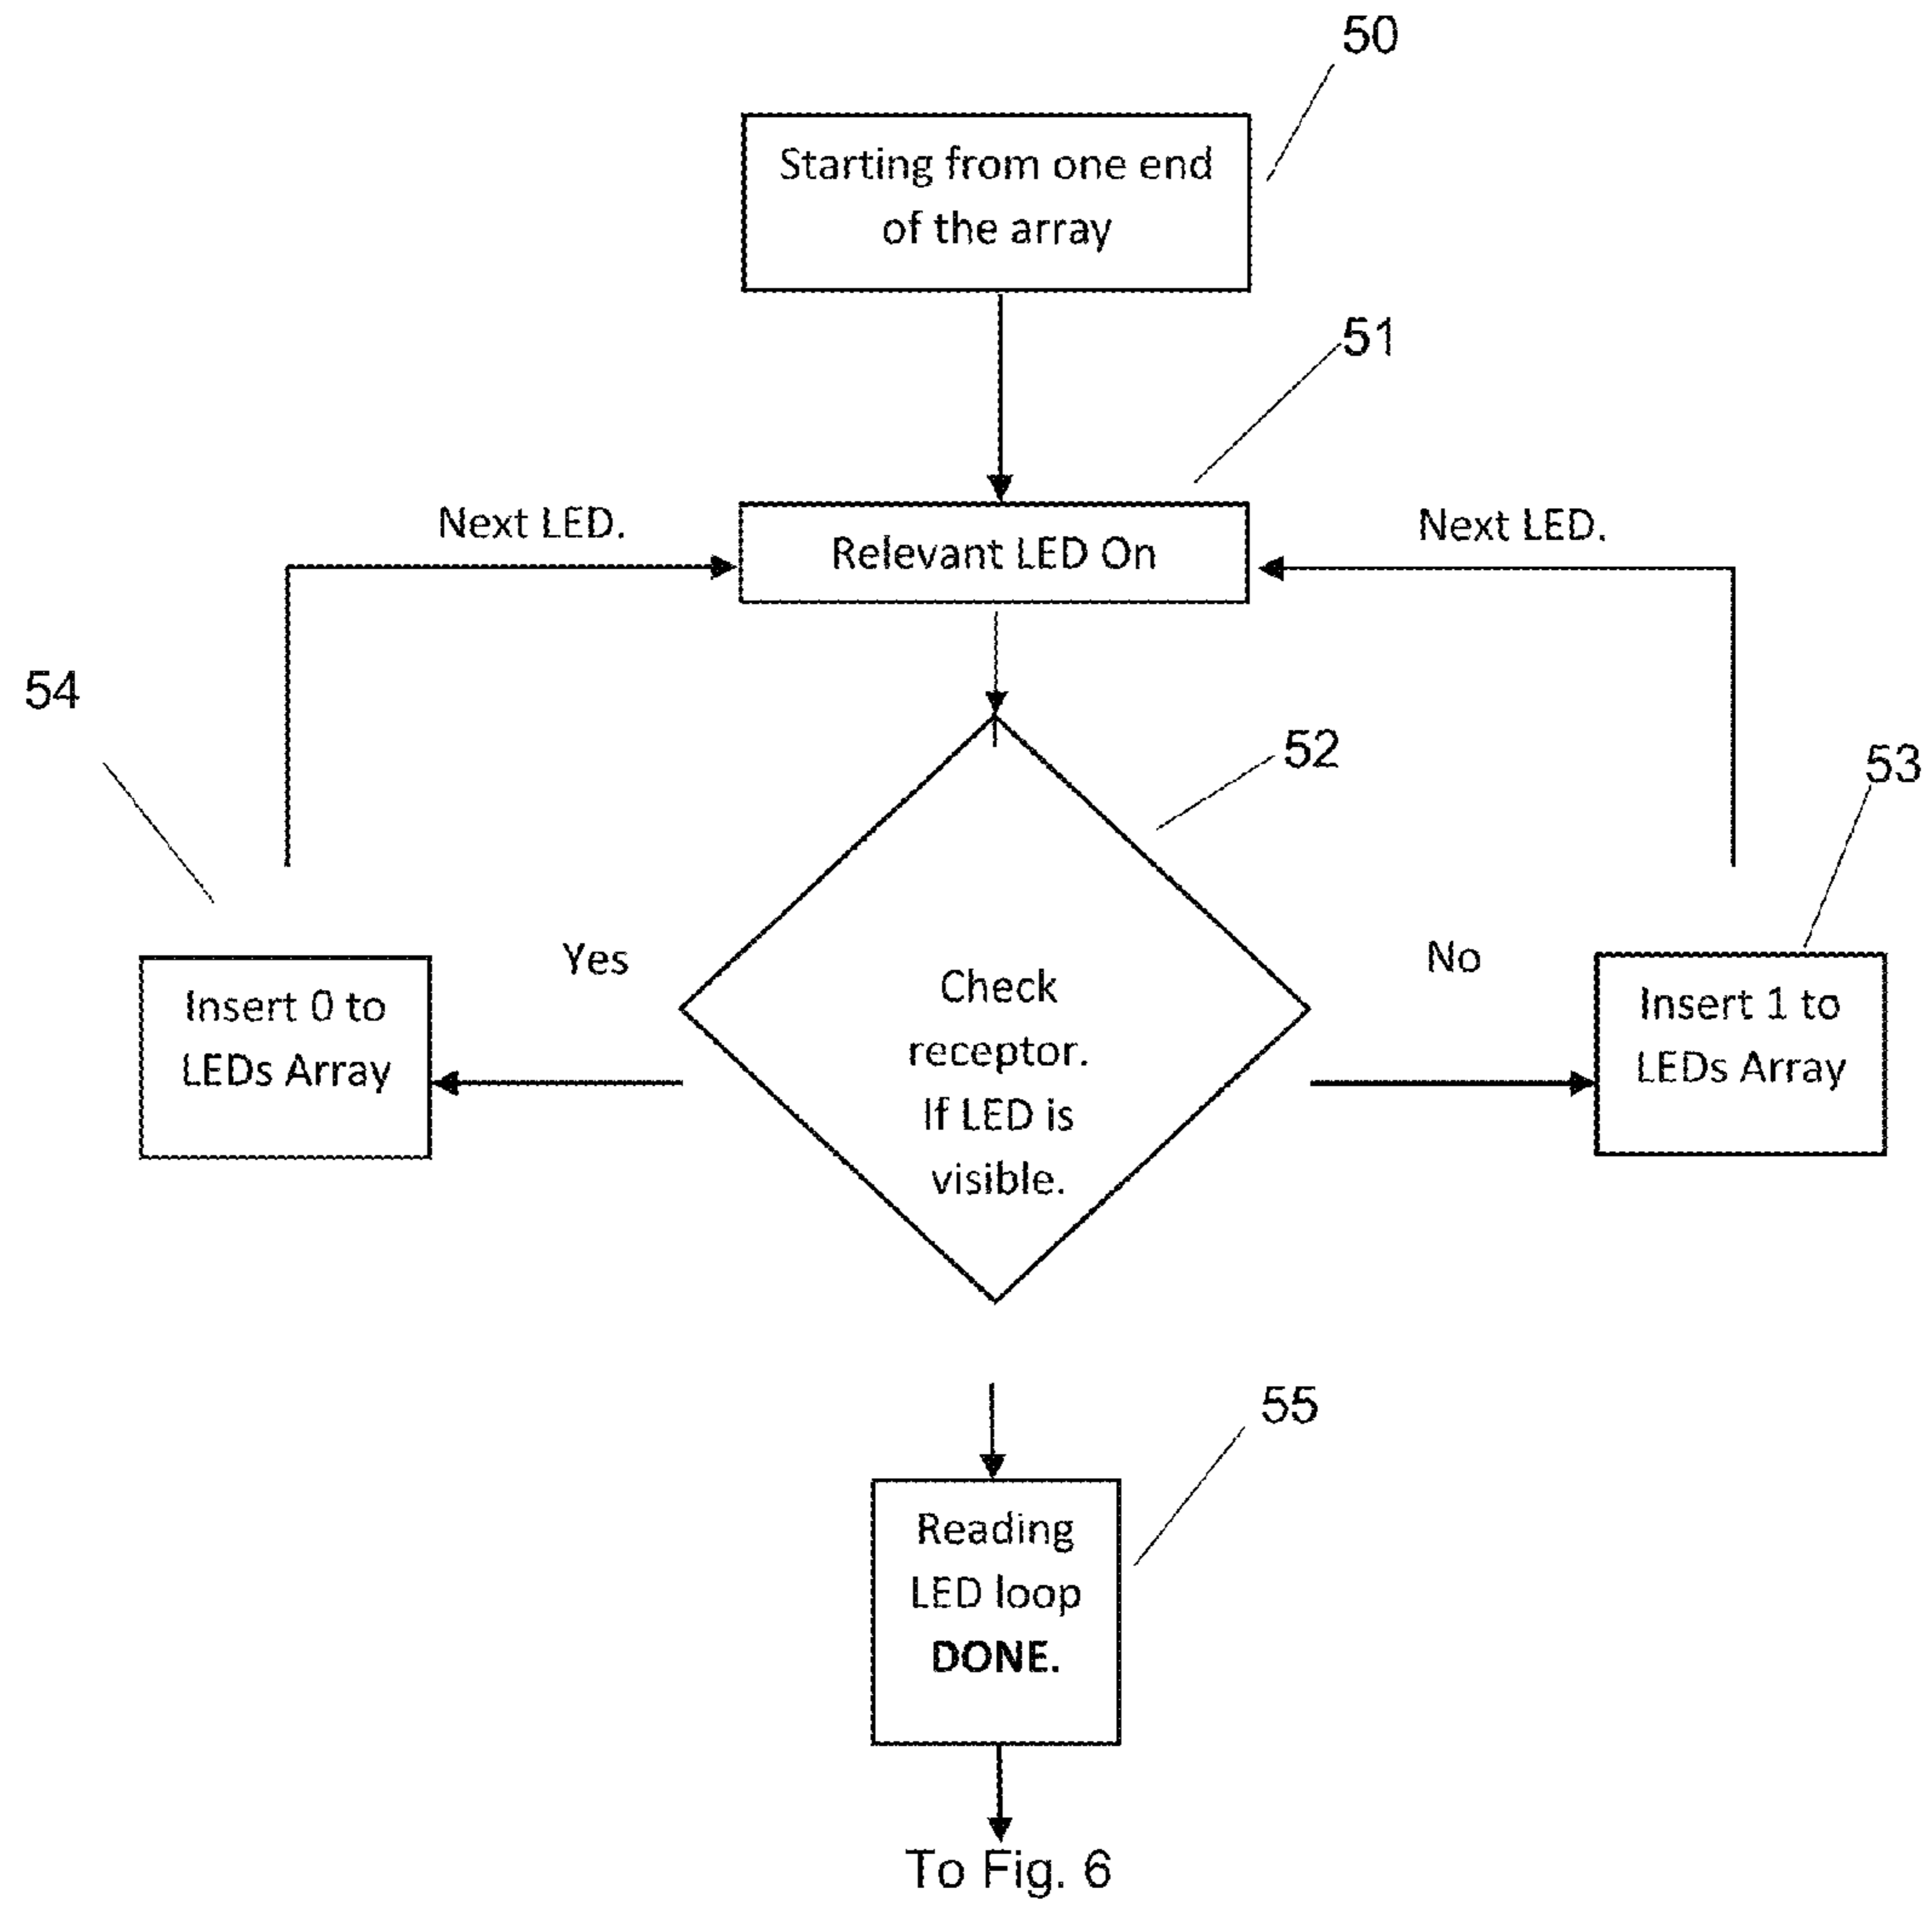 50
Starting from one end
of the array
51
Next LED.
Relevant LED On
Next LED.
54
52
53
Yes
No
Insert 0 to
LEDs Array
Check
receptor.
If LED is
visible.
Insert 1 to
LEDs Array
55
Reading
LED loop
DONE.
To Fig. 6